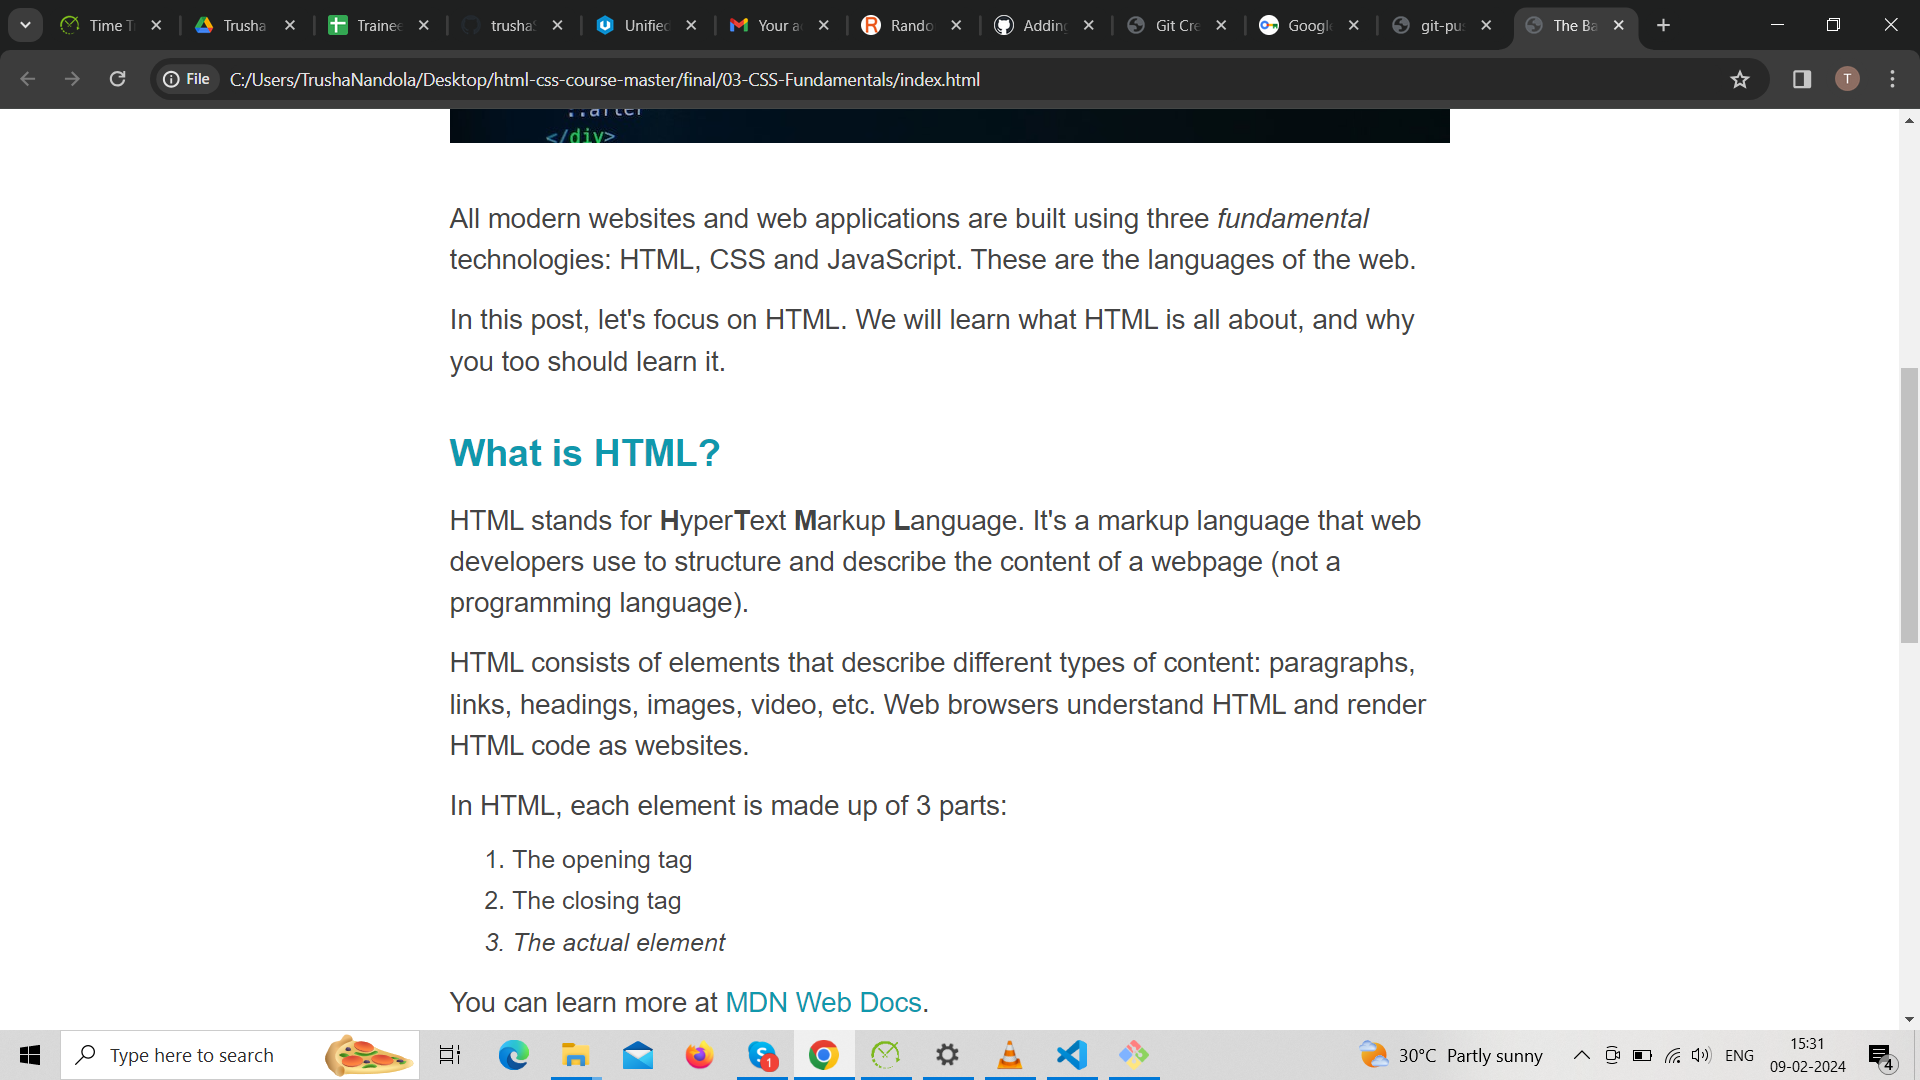 Time T
Trusha
Trainee
trusha
Unified
Your a
Rando
Adding
Git Cre
Google
git-pu
The Ba
File
C:/Users/TrushaNandola/Desktop/html-css-course-master/final/03-CSS-Fundamentals/index.html
T
::after
</div>
All modern websites and web applications are built using three fundamental
technologies: HTML, CSS and JavaScript. These are the languages of the web.
In this post, let's focus on HTML. We will learn what HTML is all about, and why
you too should learn it.
What is HTML?
HTML stands for HyperText Markup Language. It's a markup language that web
developers use to structure and describe the content of a webpage (not a
programming language).
HTML consists of elements that describe different types of content: paragraphs,
links, headings, images, video, etc. Web browsers understand HTML and render
HTML code as websites.
In HTML, each element is made up of 3 parts:
1. The opening tag
2. The closing tag
3. The actual element
You can learn more at MDN Web Docs.
Type here to search
1
30°C Partly sunny
ENG
15:31
09-02-2024
4